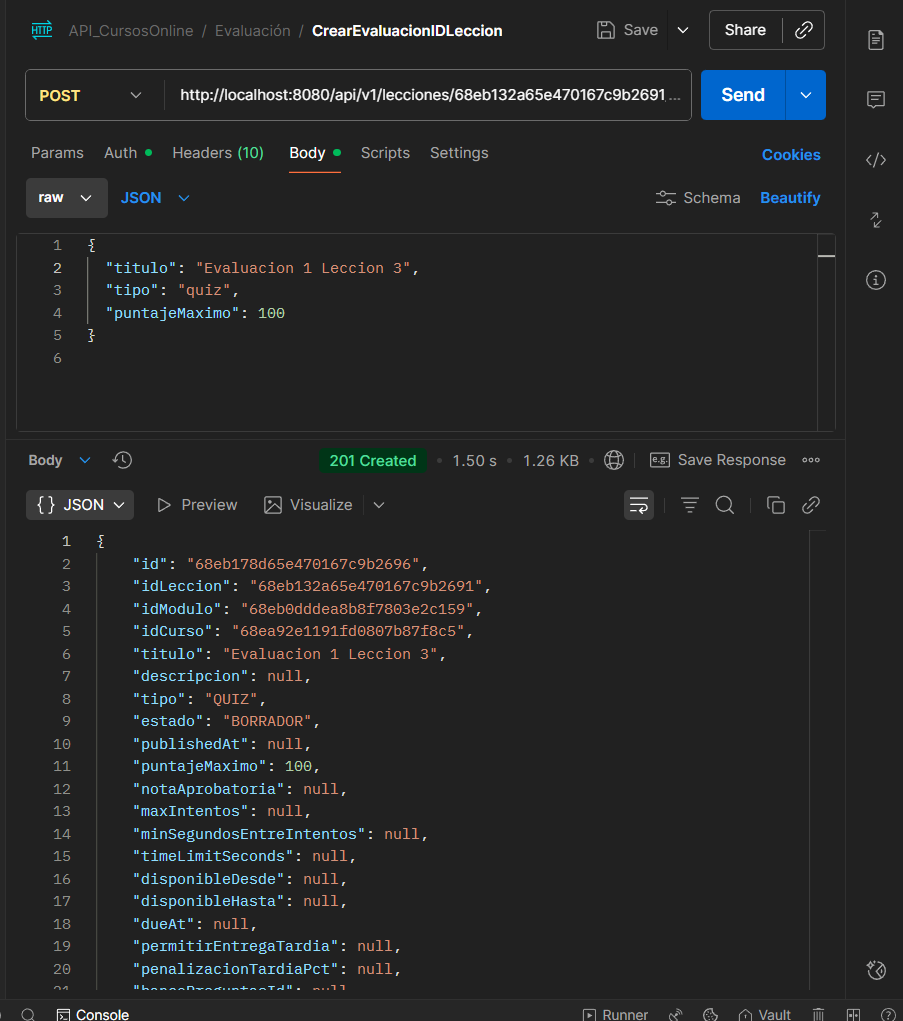 HTTP API_CursosOnline / Evaluación / CrearEvaluacionIDLeccion Save Share
POST http://localhost:8080/api/v1/lecciones/68eb132a65e470167c9b2691 ... Send
Params Auth Headers (10) Body Scripts Settings Cookies
raw JSON Schema Beautify
1 {
2 "titulo": "Evaluacion 1 Leccion 3",
3 "tipo": "quiz",
4 "puntajeMaximo": 100
5 }
6
Body 201 Created • 1.50 s • 1.26 KB • e.g. Save Response
{} JSON Preview Visualize
1 {
2 "id": "68eb178d65e470167c9b2696",
3 "idLeccion": "68eb132a65e470167c9b2691",
4 "idModulo": "68eb0dddea8b8f7803e2c159",
5 "idCurso": "68ea92e1191fd0807b87f8c5",
6 "titulo": "Evaluacion 1 Leccion 3",
7 "descripcion": null,
8 "tipo": "QUIZ",
9 "estado": "BORRADOR",
10 "publishedAt": null,
11 "puntajeMaximo": 100,
12 "notaAprobatoria": null,
13 "maxIntentos": null,
14 "minSegundosEntreIntentos": null,
15 "timeLimitSeconds": null,
16 "disponibleDesde": null,
17 "disponibleHasta": null,
18 "dueAt": null,
19 "permitirEntregaTardia": null,
20 "penalizacionTardiaPct": null,
Console Runner Vault